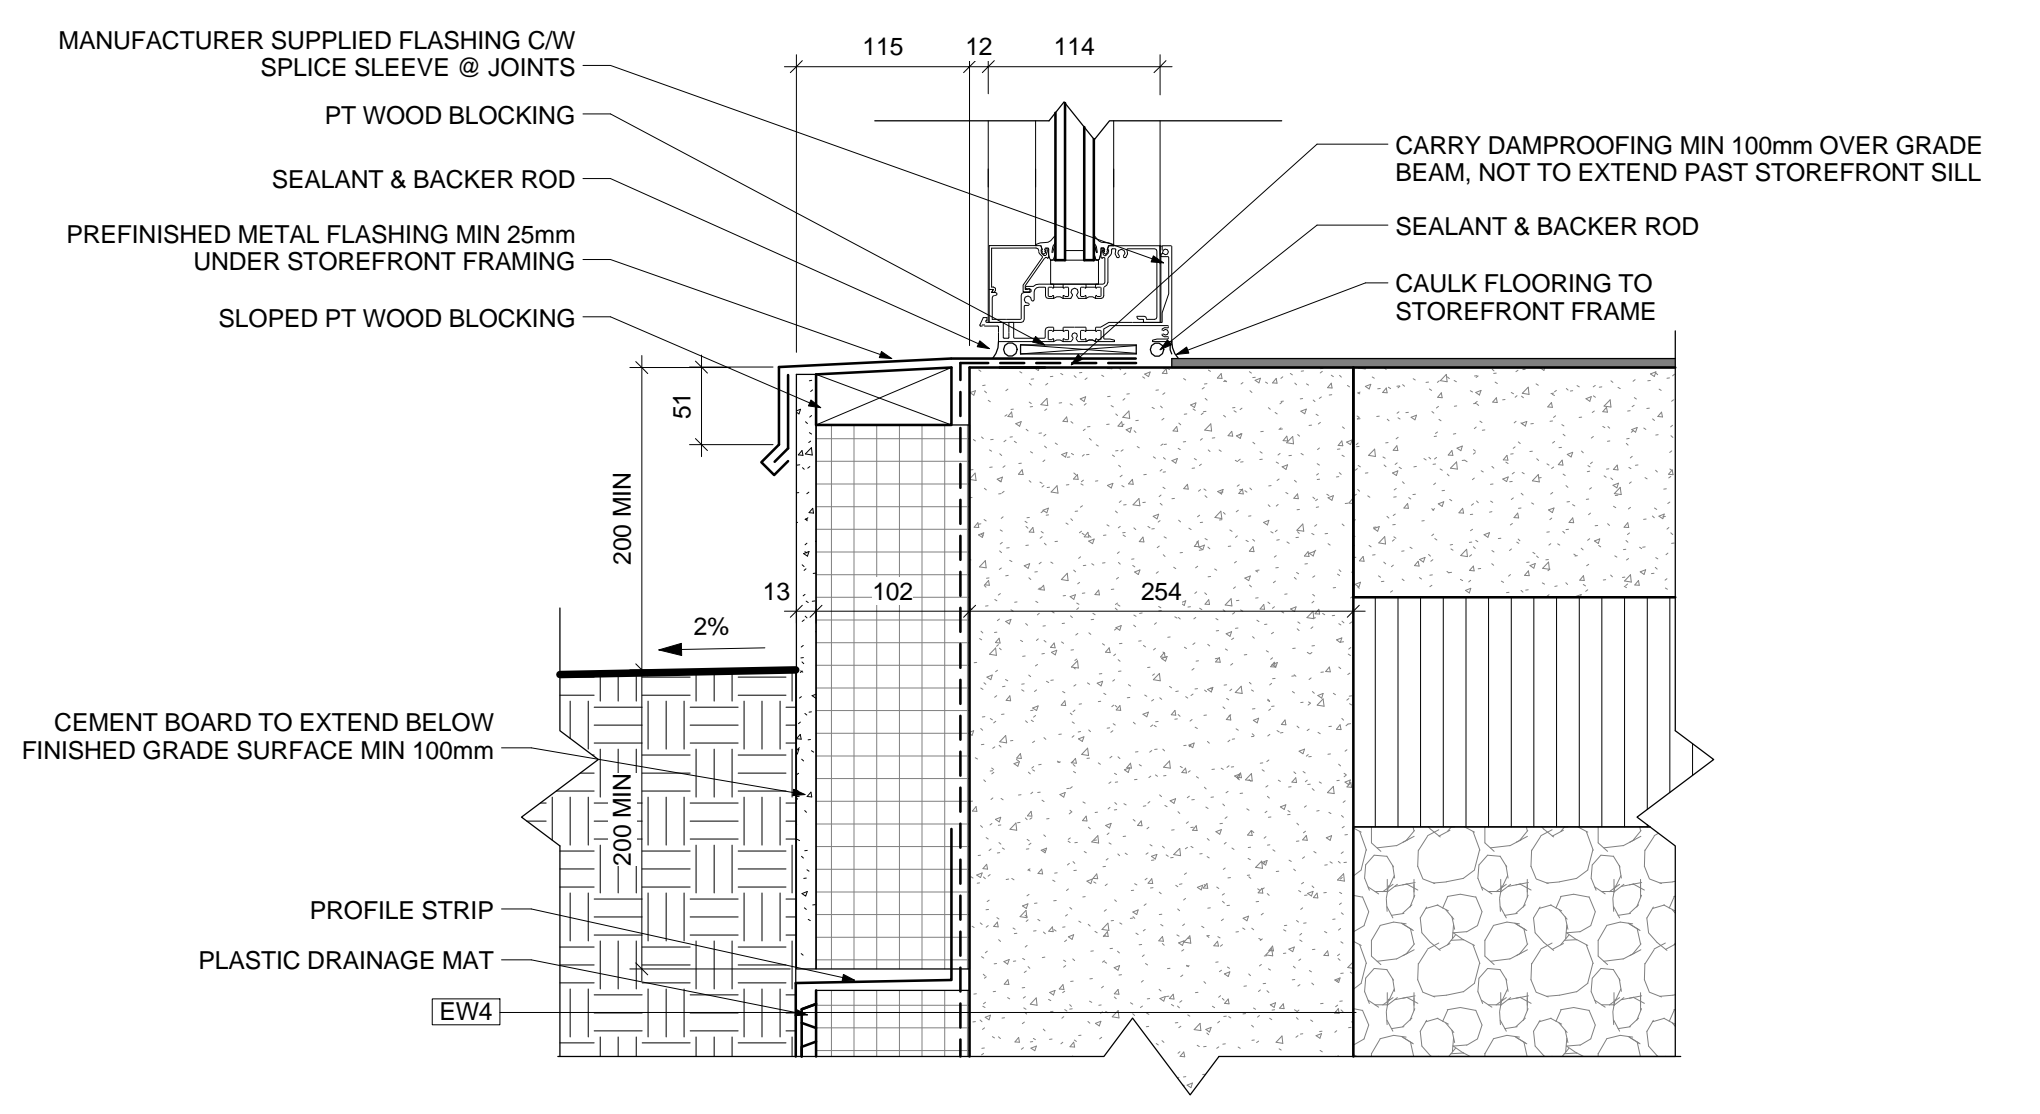 MANUFACTURER SUPPLIED FLASHING C/W
SPLICE SLEEVE @ JOINTS
PT WOOD BLOCKING
SEALANT & BACKER ROD
PREFINISHED METAL FLASHING MIN 25mm
UNDER STOREFRONT FRAMING
SLOPED PT WOOD BLOCKING
115
12
114
CARRY DAMPROOFING MIN 100mm OVER GRADE
BEAM, NOT TO EXTEND PAST STOREFRONT SILL
SEALANT & BACKER ROD
CAULK FLOORING TO
STOREFRONT FRAME
51
200 MIN
13
102
254
2%
CEMENT BOARD TO EXTEND BELOW
FINISHED GRADE SURFACE MIN 100mm
200 MIN
PROFILE STRIP
PLASTIC DRAINAGE MAT
EW4